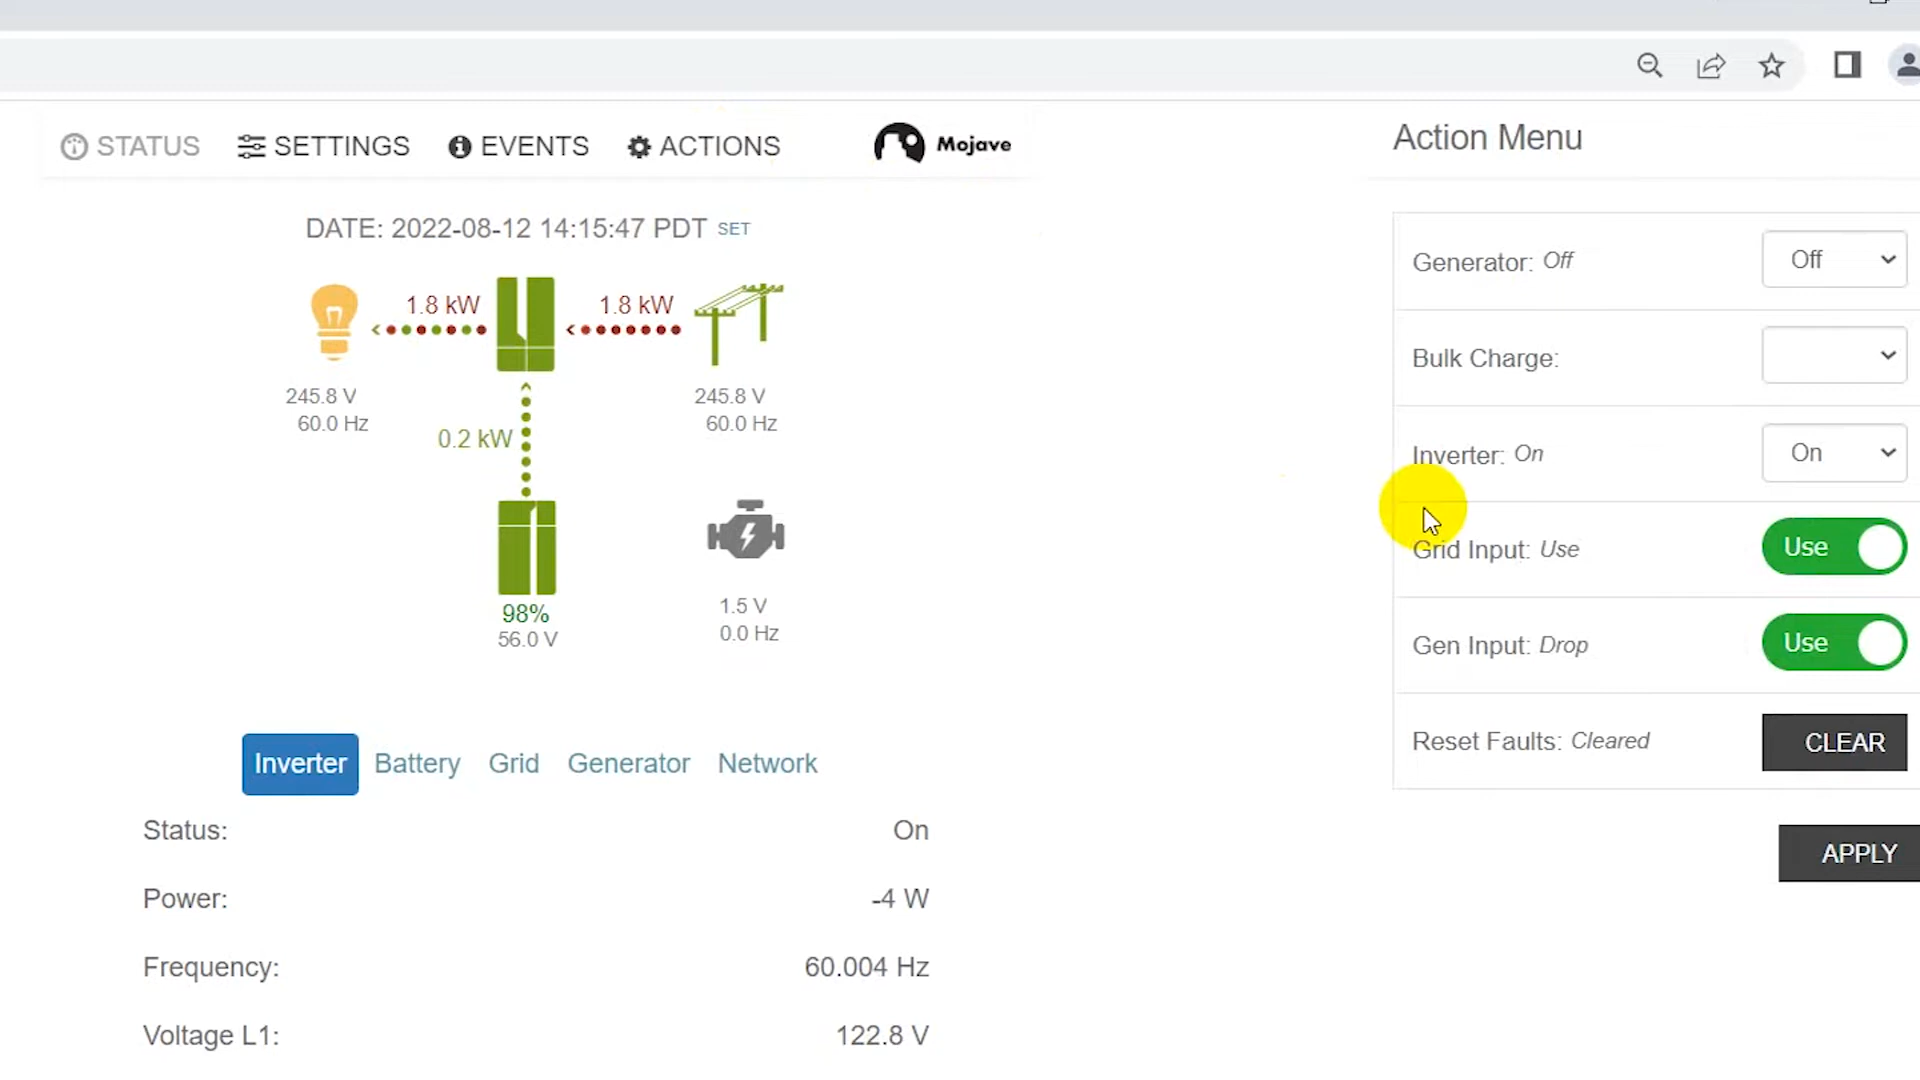 STATUS SETTINGS EVENTS ACTIONS Mojave
DATE: 2022-08-12 14:15:47 PDT SET
1.8 kW 1.8 kW
245.8 V 245.8 V
60.0 Hz 60.0 Hz
0.2 kW
98%
56.0 V
1.5 V
0.0 Hz
Inverter Battery Grid Generator Network
Status: On
Power: -4 W
Frequency: 60.004 Hz
Voltage L1: 122.8 V
Action Menu
Generator: Off Off
Bulk Charge:
Inverter: On On
Grid Input: Use Use
Gen Input: Drop Use
Reset Faults: Cleared CLEAR
APPLY